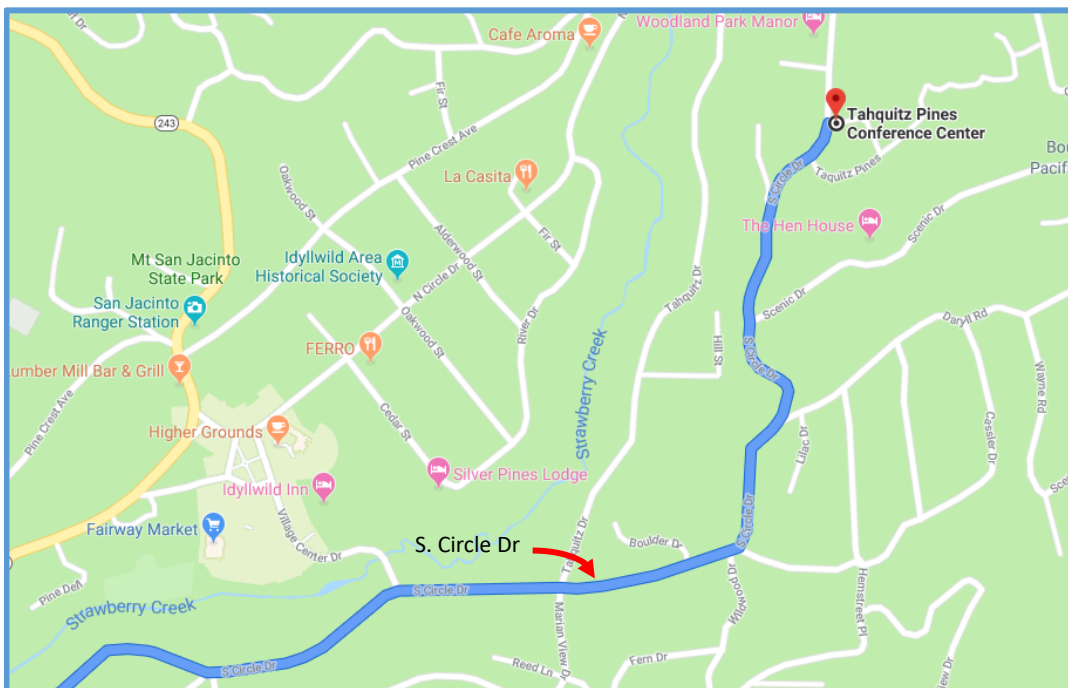 Woodland Park Manor
Cafe Aroma
Fir St
243
Pine Crest Ave
Tahquitz Pines
Conference Center
Oakwood St
La Casita
S Circle Dr
Taquitz Pines
Pacific
Alderwood St
Fir St
The Hen House
Scenic Dr
Mt San Jacinto
State Park
Idyllwild Area
Historical Society
N Circle Dr
Tahquitz Dr
San Jacinto
Ranger Station
Oakwood St
River Dr
Scenic Dr
Daryll Rd
FERRO
Hill St
S Circle Dr
Wayne Rd
umber Mill Bar & Grill
Strawberry Creek
Pine Crest Ave
Cedar St
Cassler Dr
Higher Grounds
Lilac Dr
Silver Pines Lodge
Idyllwild Inn
Fairway Market
Village Center Dr
S Circle Dr
S. Circle Dr
Tahquitz Dr
Boulder Dr
Pine Dell
Strawberry Creek
S Circle Dr
Marian View Dr
Wildwood Dr
Hemstreet Pl
S Circle Dr
Reed Ln
Fern Dr
view Dr